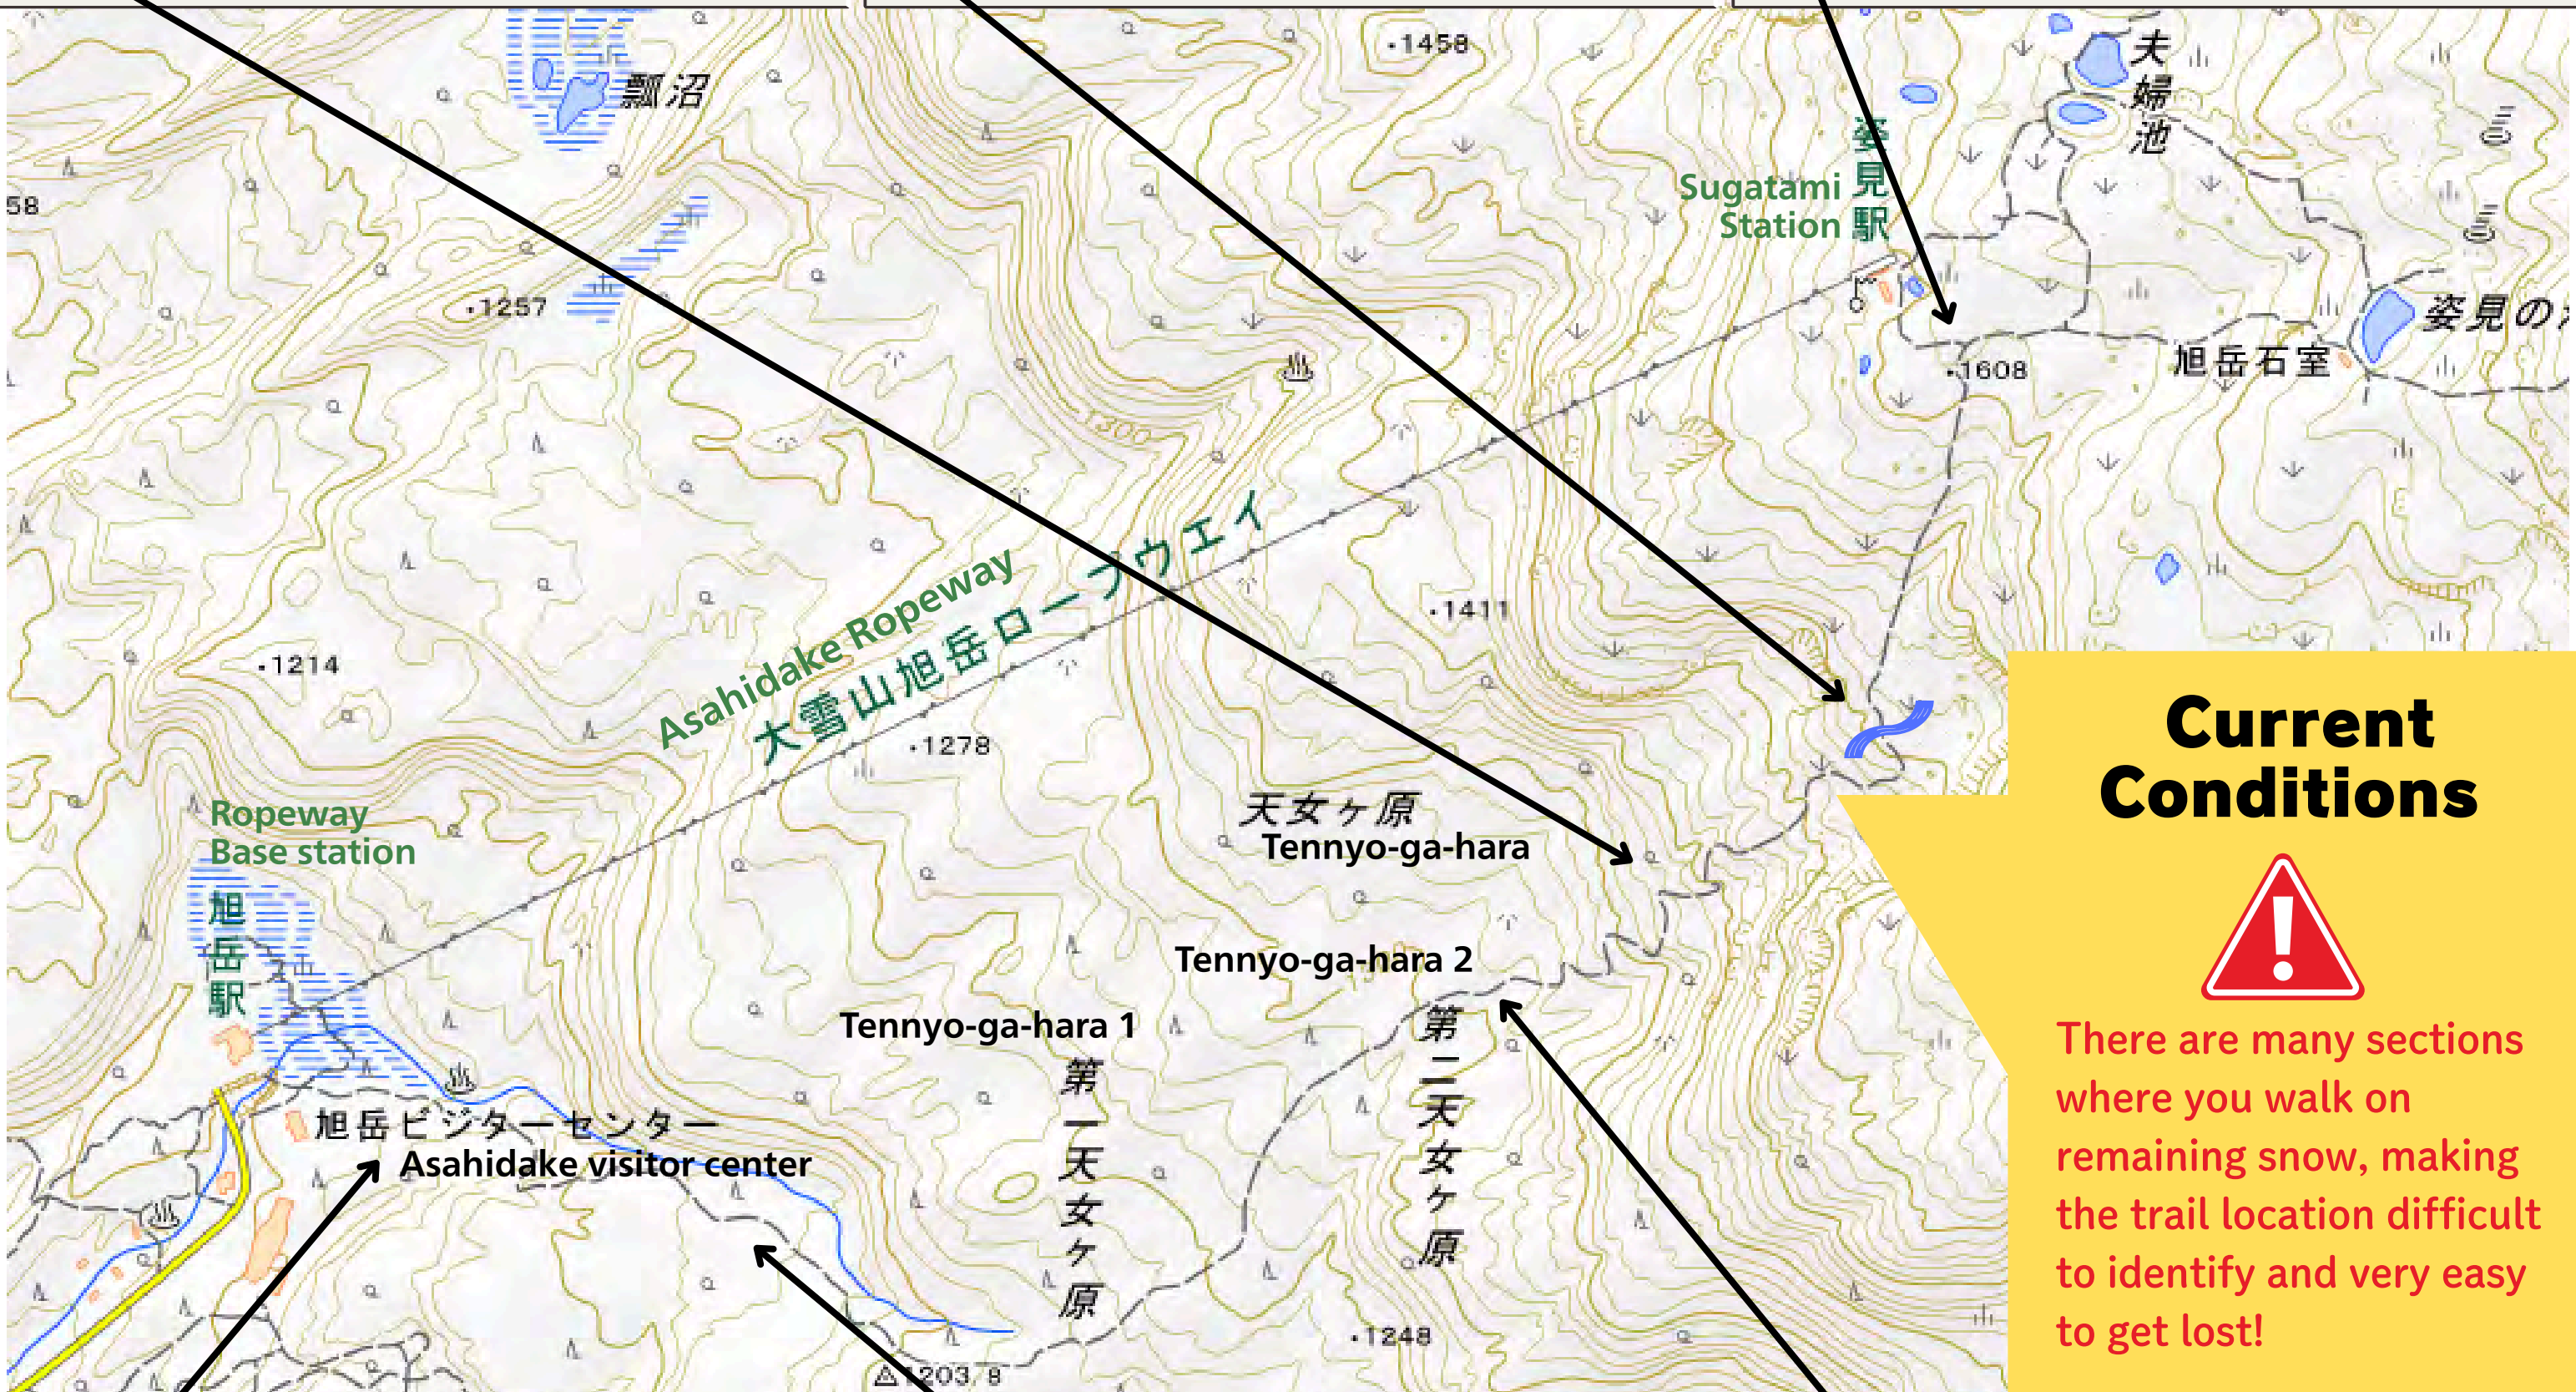 1458
夫婦池
瓢沼
姿見駅
Sugatami
Station
58
1257
姿見の
旭岳石室
1608
1300
Asahidake Ropeway
大雪山旭岳ロープウェイ
1411
1214
1278
天女ヶ原
Tennyo-ga-hara
Ropeway
Base station
旭岳駅
Tennyo-ga-hara 2
第二天女ヶ原
Tennyo-ga-hara 1
第一天女ヶ原
旭岳ビジターセンター
Asahidake visitor center
1248
1203.8
Current
Conditions
!
There are many sections
where you walk on
remaining snow, making
the trail location difficult
to identify and very easy
to get lost!